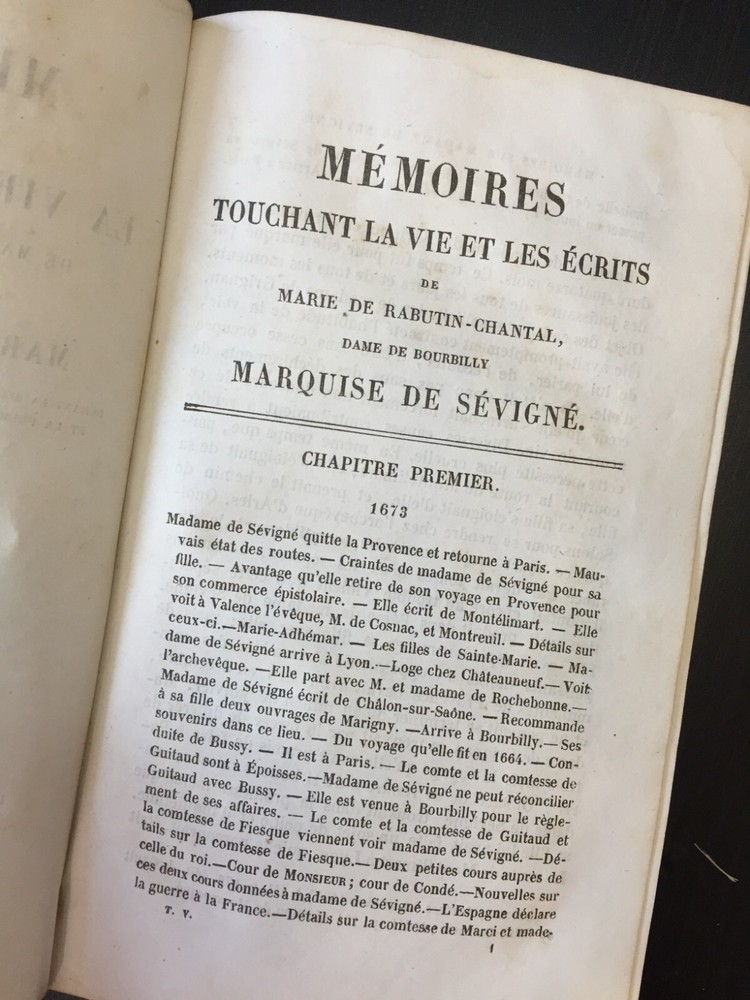 MÉMOIRES
TOUCHANT LA VIE ET LES ÉCRITS
DE
MARIE DE RABUTIN-CHANTAL,
DAME DE BOURBILLY
MARQUISE DE SÉVIGNÉ.
CHAPITRE PREMIER.
1673
Madame de Sévigné quitte la Provence et retourne à Paris. — Mau-
vais état des routes. — Craintes de madame de Sévigné pour sa
fille. — Avantage qu'elle retire de son voyage en Provence pour
son commerce épistolaire. — Elle écrit de Montélimart. — Elle
voit à Valence l'évêque, M. de Cosnac, et Montreuil. — Détails sur
ceux-ci.—Marie-Adhémar. — Les filles de Sainte-Marie. — Ma-
dame de Sévigné arrive à Lyon.—Loge chez Châteauneuf.— Voit
l'archevêque. —Elle part avec M. et madame de Rochebonne.—
Madame de Sévigné écrit de Châlon-sur-Saône. — Recommande
à sa fille deux ouvrages de Marigny. —Arrive à Bourbilly.— Ses
souvenirs dans ce lieu. — Du voyage qu'elle fit en 1664. — Con-
duite de Bussy. — Il est à Paris. — Le comte et la comtesse de
Guitaud sont à Époisses.—Madame de Sévigné ne peut réconcilier
Guitaud avec Bussy. — Elle est venue à Bourbilly pour le règle-
ment de ses affaires. — Le comte et la comtesse de Guitaud et
la comtesse de Fiesque viennent voir madame de Sévigné. —Dé-
tails sur la comtesse de Fiesque.— Deux petites cours auprès de
celle du roi.—Cour de MONSIEUR; cour de Condé.—Nouvelles sur
ces deux cours données à madame de Sévigné.—L'Espagne déclare
la guerre à la France.—Détails sur la comtesse de Marci et made-
T. V.
1